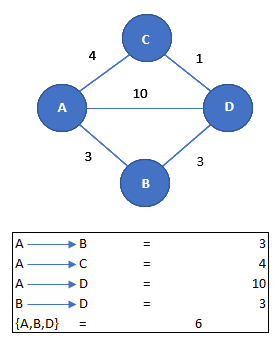 C
4
1
A
10
D
3
3
B
A → B = 3
A → C = 4
A → D = 10
B → D = 3
{A,B,D} = 6